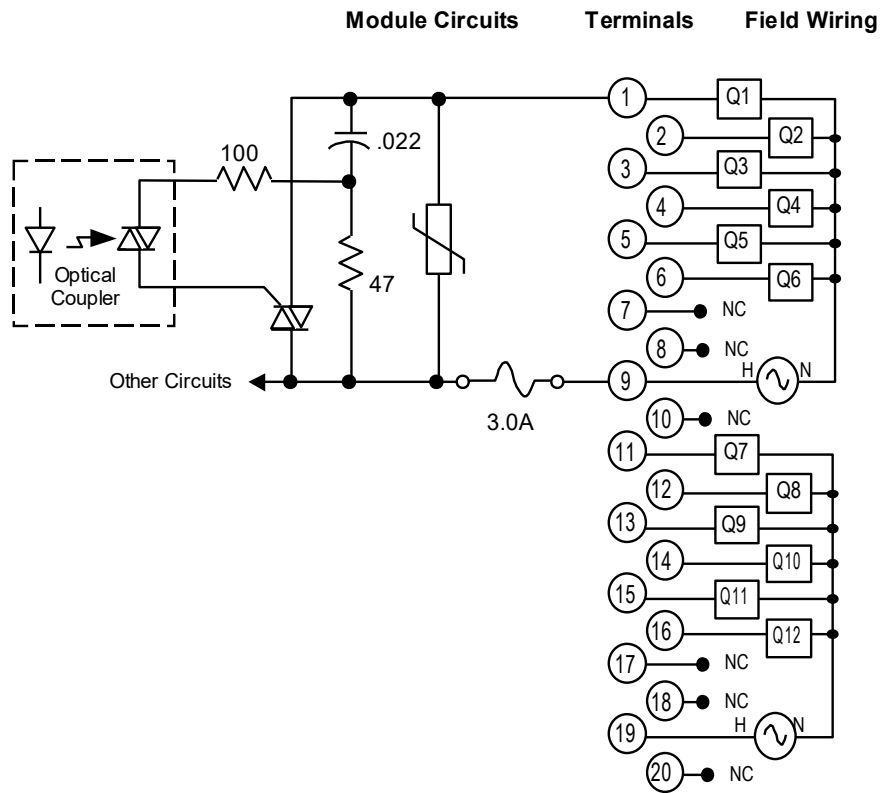 Module Circuits Terminals Field Wiring
1 Q1
2 Q2
.022
100
3 Q3
4 Q4
5 Q5
Optical
Coupler
47
6 Q6
7 NC
8 NC
H N
Other Circuits 9
3.0A
10 NC
11 Q7
12 Q8
13 Q9
14 Q10
15 Q11
16 Q12
17 NC
18 NC
H N
19
20 NC